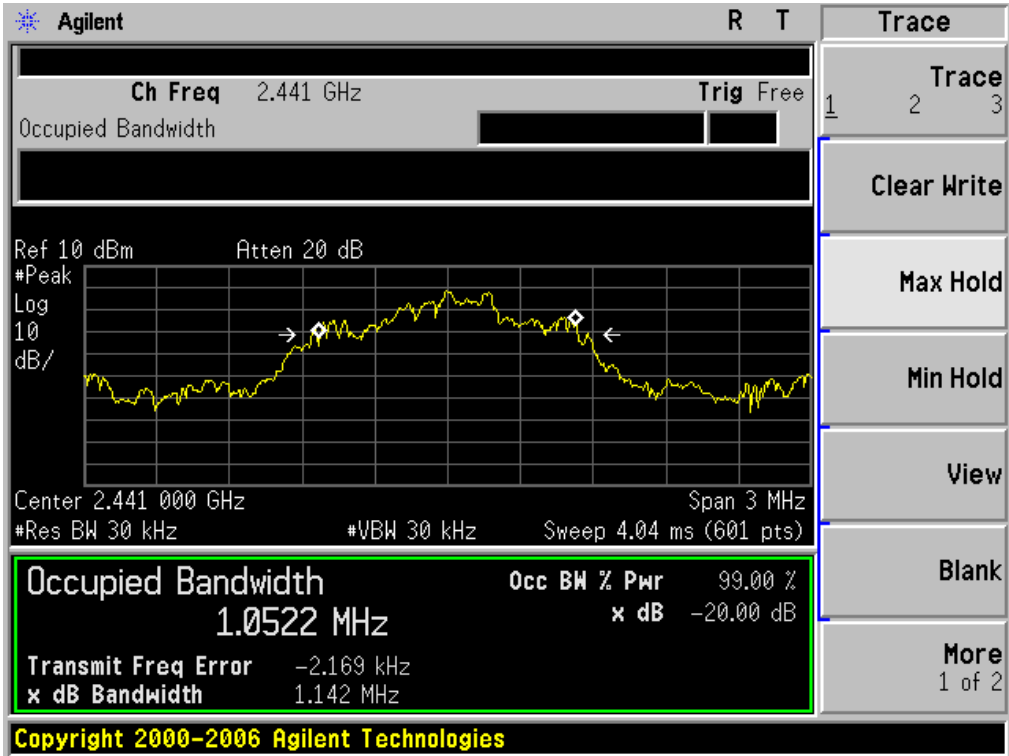 Agilent R T Trace
Ch Freq 2.441 GHz Trig Free
Occupied Bandwidth
Trace
1 2 3
Clear Write
Ref 10 dBm Atten 20 dB
#Peak
Log
10
dB/
Max Hold
Min Hold
View
Center 2.441 000 GHz Span 3 MHz
#Res BW 30 kHz #VBW 30 kHz Sweep 4.04 ms (601 pts)
Blank
Occupied Bandwidth Occ BW % Pwr 99.00 %
1.0522 MHz x dB -20.00 dB
Transmit Freq Error -2.169 kHz
x dB Bandwidth 1.142 MHz
More
1 of 2
Copyright 2000-2006 Agilent Technologies